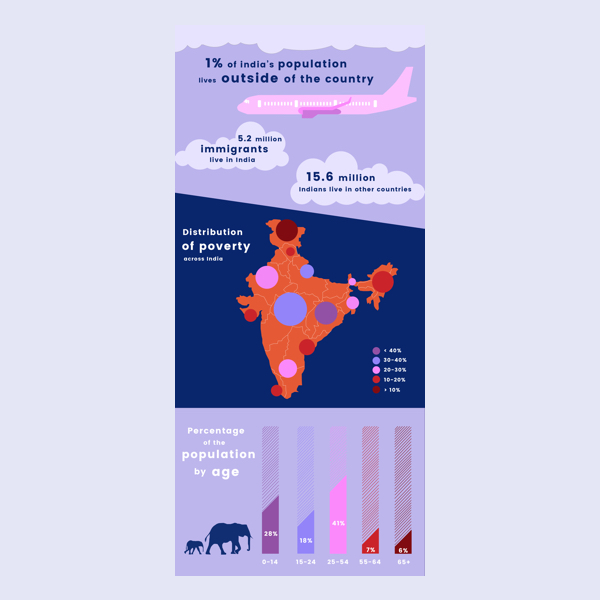 1% of india's population
lives outside of the country
5.2 million
immigrants
live in India
15.6 million
Indians live in other countries
Distribution
of poverty
across India
< 40%
30-40%
20-30%
10-20%
> 10%
Percentage
of the
population
by age
28%
18%
41%
7%
6%
0-14
15-24
25-54
55-64
65+